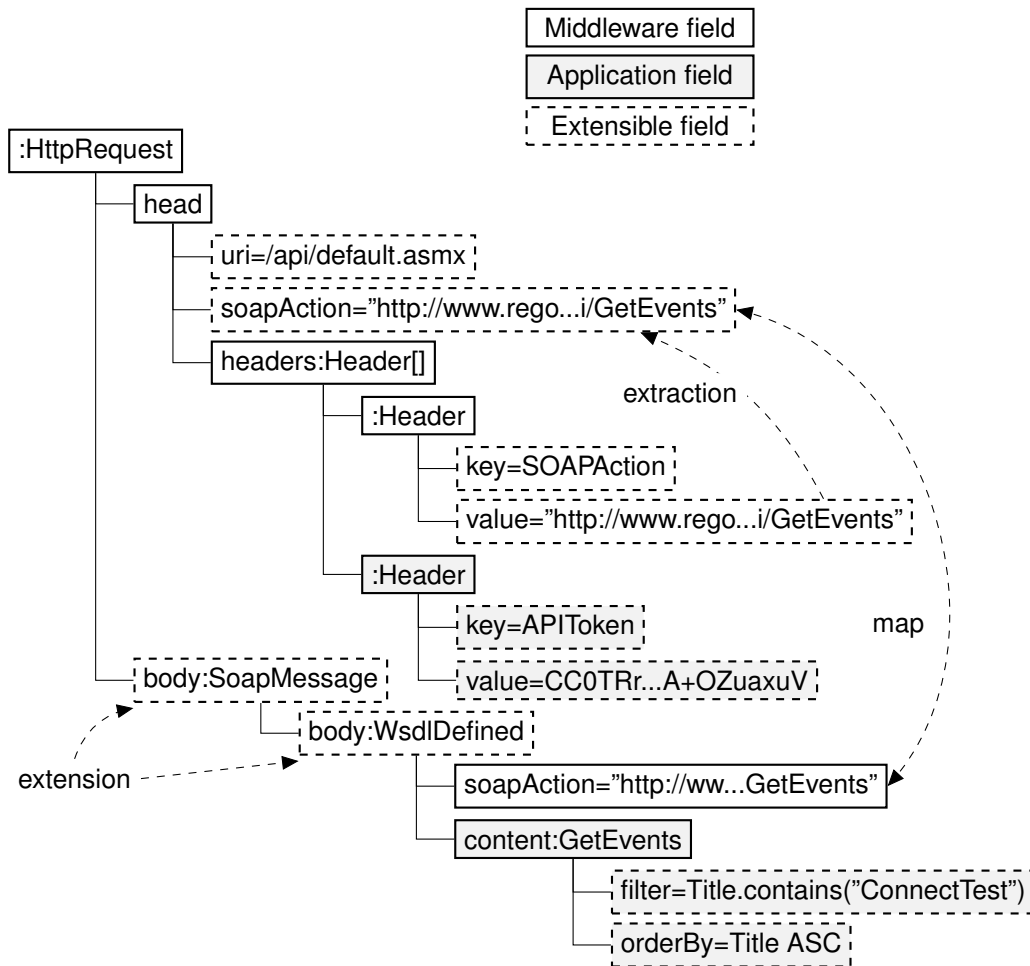 Middleware field
Application field
Extensible field
:HttpRequest
head
uri=/api/default.asmx
soapAction=”http://www.rego...i/GetEvents”
headers:Header[]
extraction
:Header
key=SOAPAction
value=”http://www.rego...i/GetEvents”
:Header
key=APIToken
map
value=CC0TRr...A+OZuaxuV
body:SoapMessage
body:WsdlDefined
extension
soapAction=”http://ww...GetEvents”
content:GetEvents
filter=Title.contains(”ConnectTest”)
orderBy=Title ASC